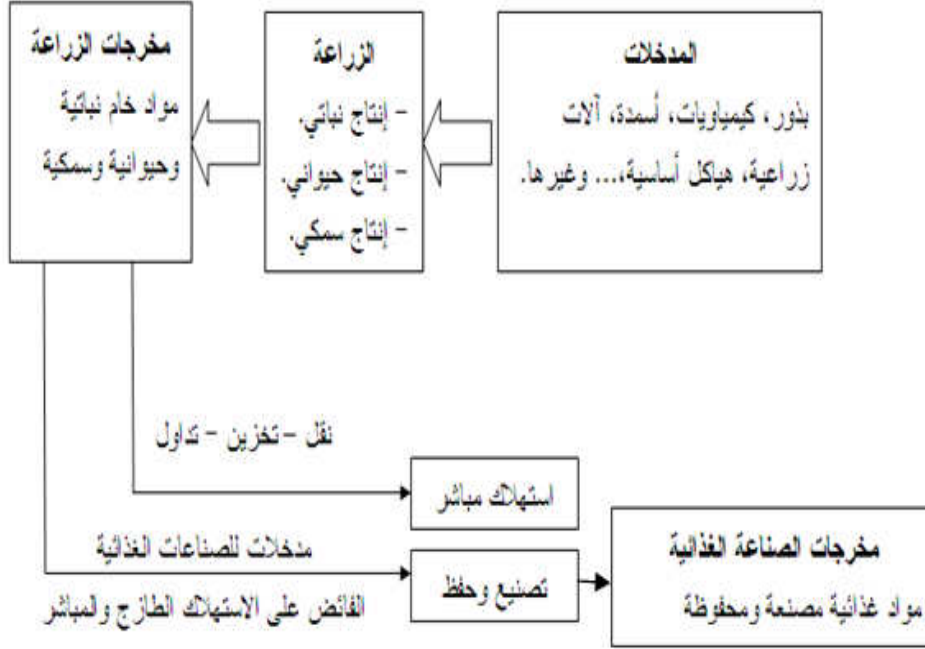 المدخلات
بذور، كيمياويات، أسمدة، آلات
زراعية، هياكل أساسية،... وغيرها.
الزراعة
- إنتاج نباتي.
- إنتاج حيواني.
- إنتاج سمكي.
مخرجات الزراعة
مواد خام نباتية
وحيوانية وسمكية
نقل - تخزين - تداول
استهلاك مباشر
مدخلات للصناعات الغذائية
الفائض على الاستهلاك الطازج والمباشر
تصنيع وحفظ
مخرجات الصناعة الغذائية
مواد غذائية مصنعة ومحفوظة